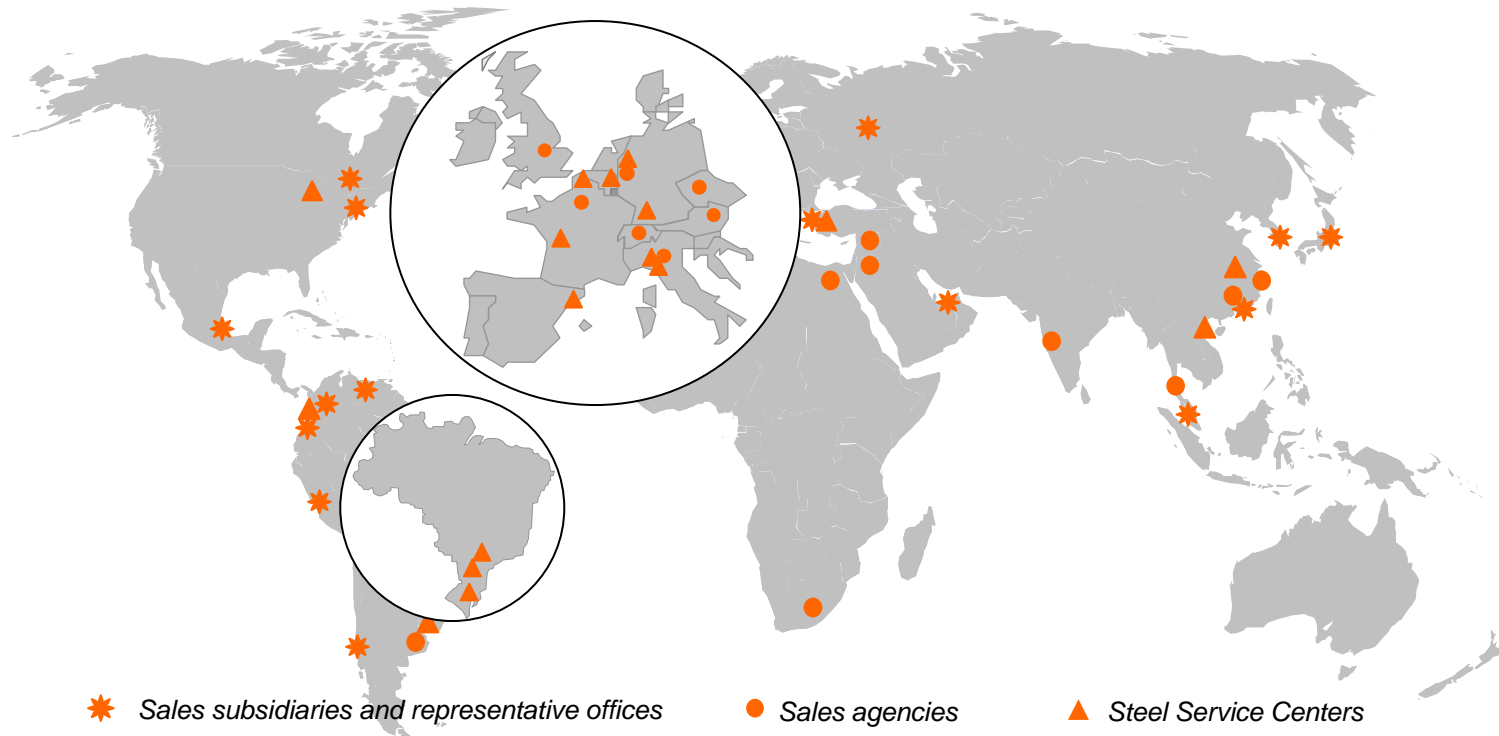 Sales subsidiaries and representative offices
Sales agencies
Steel Service Centers